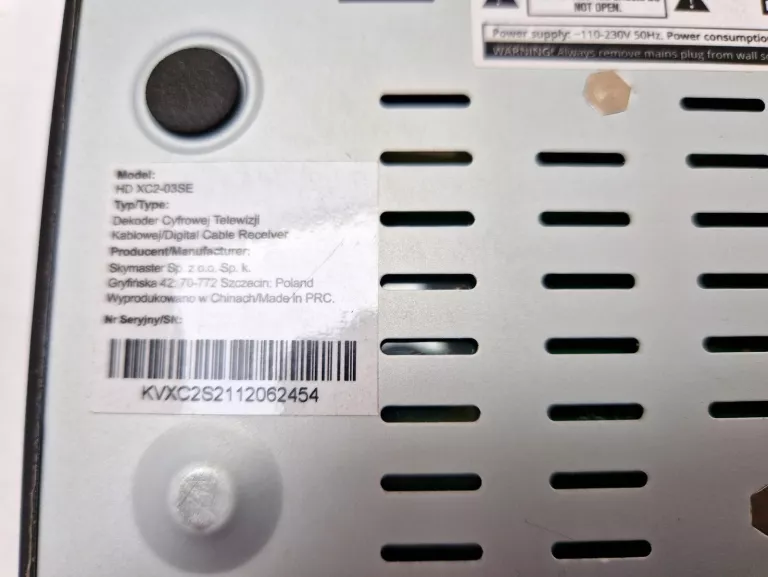 NOT OPEN.
Power supply: ~110-230V 50Hz. Power consumptio
WARNING! Always remove mains plug from wall so
Model:
HD XC2-03SE
Typ/Type:
Dekoder Cyfrowej Telewizji
Kablowej/Digital Cable Receiver
Producent/Manufacturer:
Skymaster Sp. z o.o. Sp. k.
Gryfińska 42; 70-772 Szczecin; Poland
Wyprodukowano w Chinach/Made in PRC.
Nr Seryjny/SN:
KVXC2S2112062454